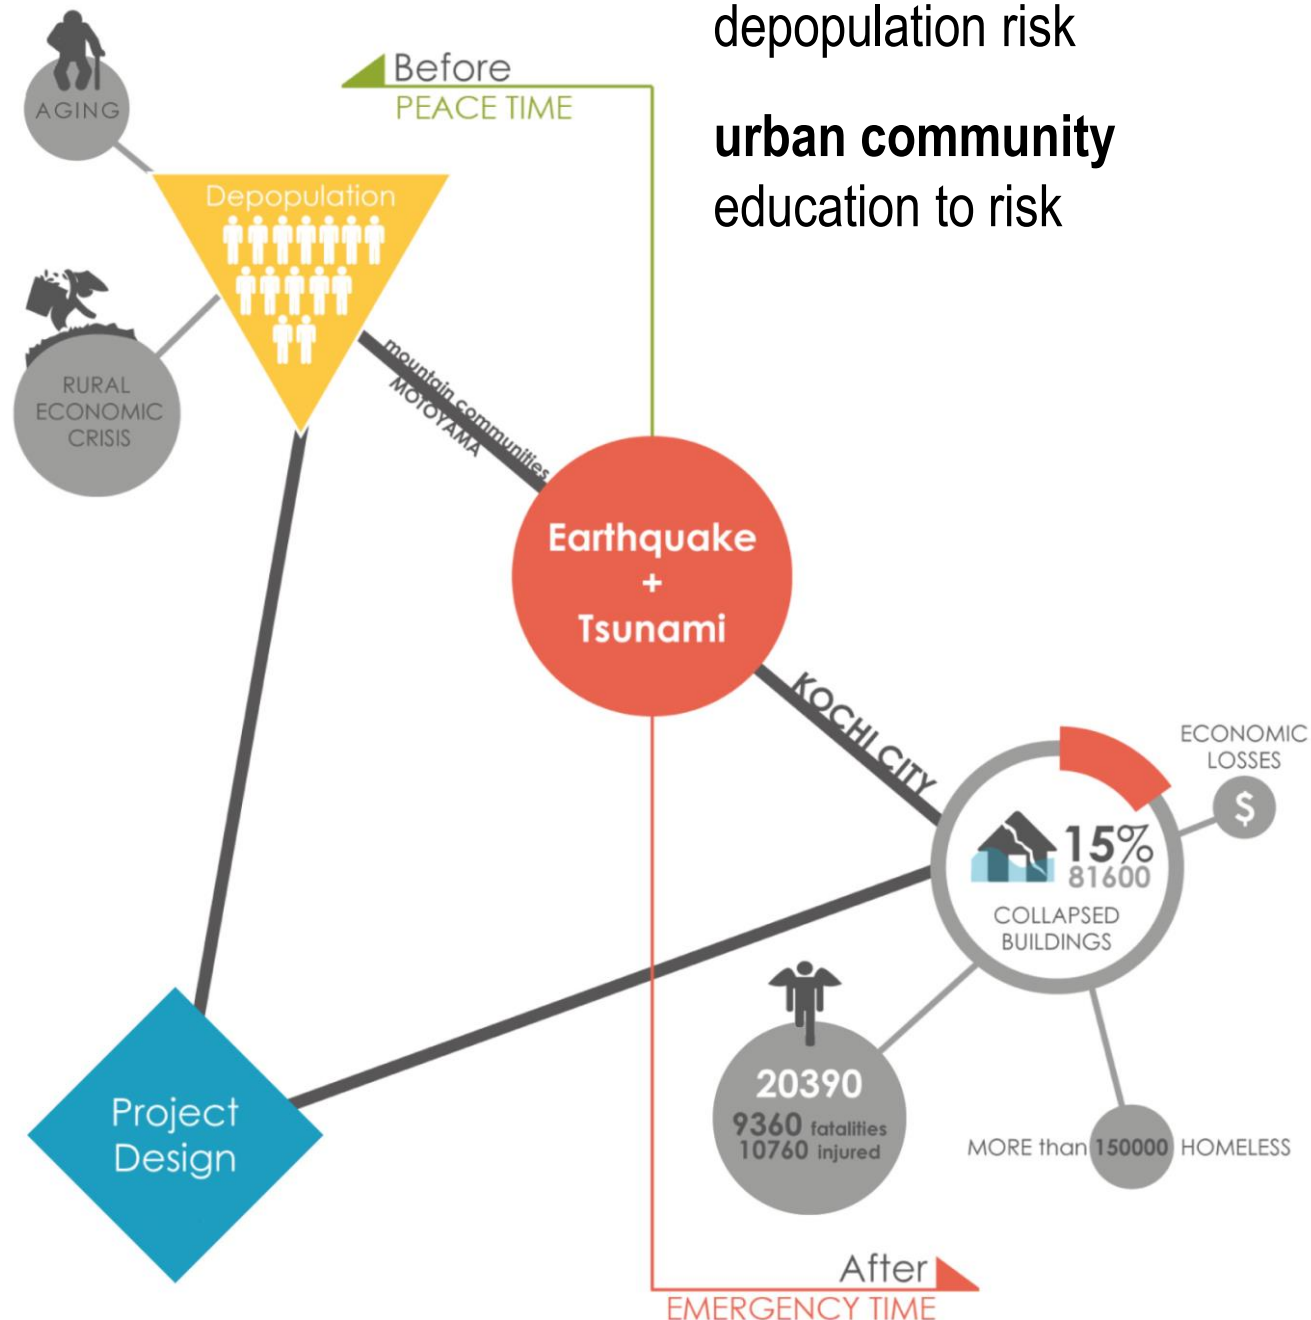 depopulation risk
urban community
education to risk
Before
PEACE TIME
AGING
Depopulation
RURAL
ECONOMIC
CRISIS
mountain communities
MOTOYAMA
Earthquake
+
Tsunami
KOCHI CITY
ECONOMIC
LOSSES
$
15%
81600
COLLAPSED
BUILDINGS
20390
9360 fatalities
10760 injured
MORE than 150000 HOMELESS
Project
Design
After
EMERGENCY TIME